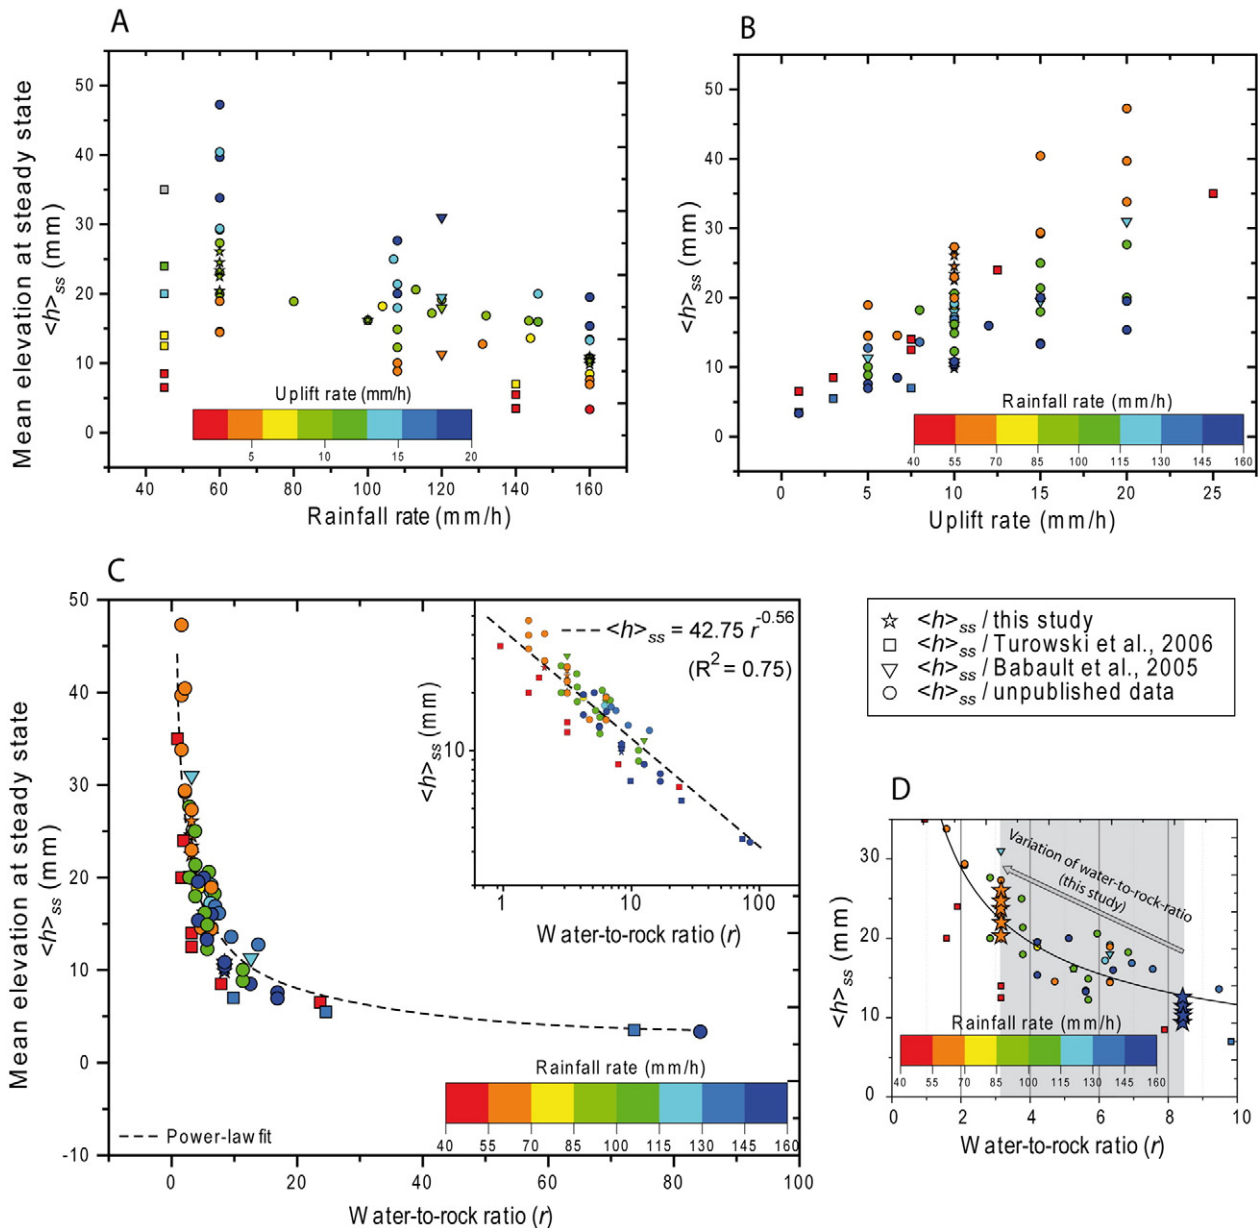 A
Mean elevation at steady state
<h>ss (mm)
50
40
30
20
10
0
Uplift rate (mm/h)
5
10
15
20
40
60
80
100
120
140
160
Rainfall rate (mm/h)
B
<h>ss (mm)
50
40
30
20
10
0
Rainfall rate (mm/h)
40
55
70
85
100
115
130
145
160
0
5
10
15
20
25
Uplift rate (mm/h)
C
Mean elevation at steady state
<h>ss (mm)
50
40
30
20
10
0
-10
<h>ss = 42.75 r-0.56
(R2 = 0.75)
<h>ss (mm)
10
1
10
100
Water-to-rock ratio (r)
Rainfall rate (mm/h)
40
55
70
85
100
115
130
145
160
Power-law fit
0
20
40
60
80
100
Water-to-rock ratio (r)
<h>ss / this study
<h>ss / Turowski et al., 2006
<h>ss / Babault et al., 2005
<h>ss / unpublished data
D
<h>ss (mm)
30
20
10
0
Variation of water-to-rock-ratio
(this study)
Rainfall rate (mm/h)
40
55
70
85
100
115
130
145
160
0
2
4
6
8
10
Water-to-rock ratio (r)